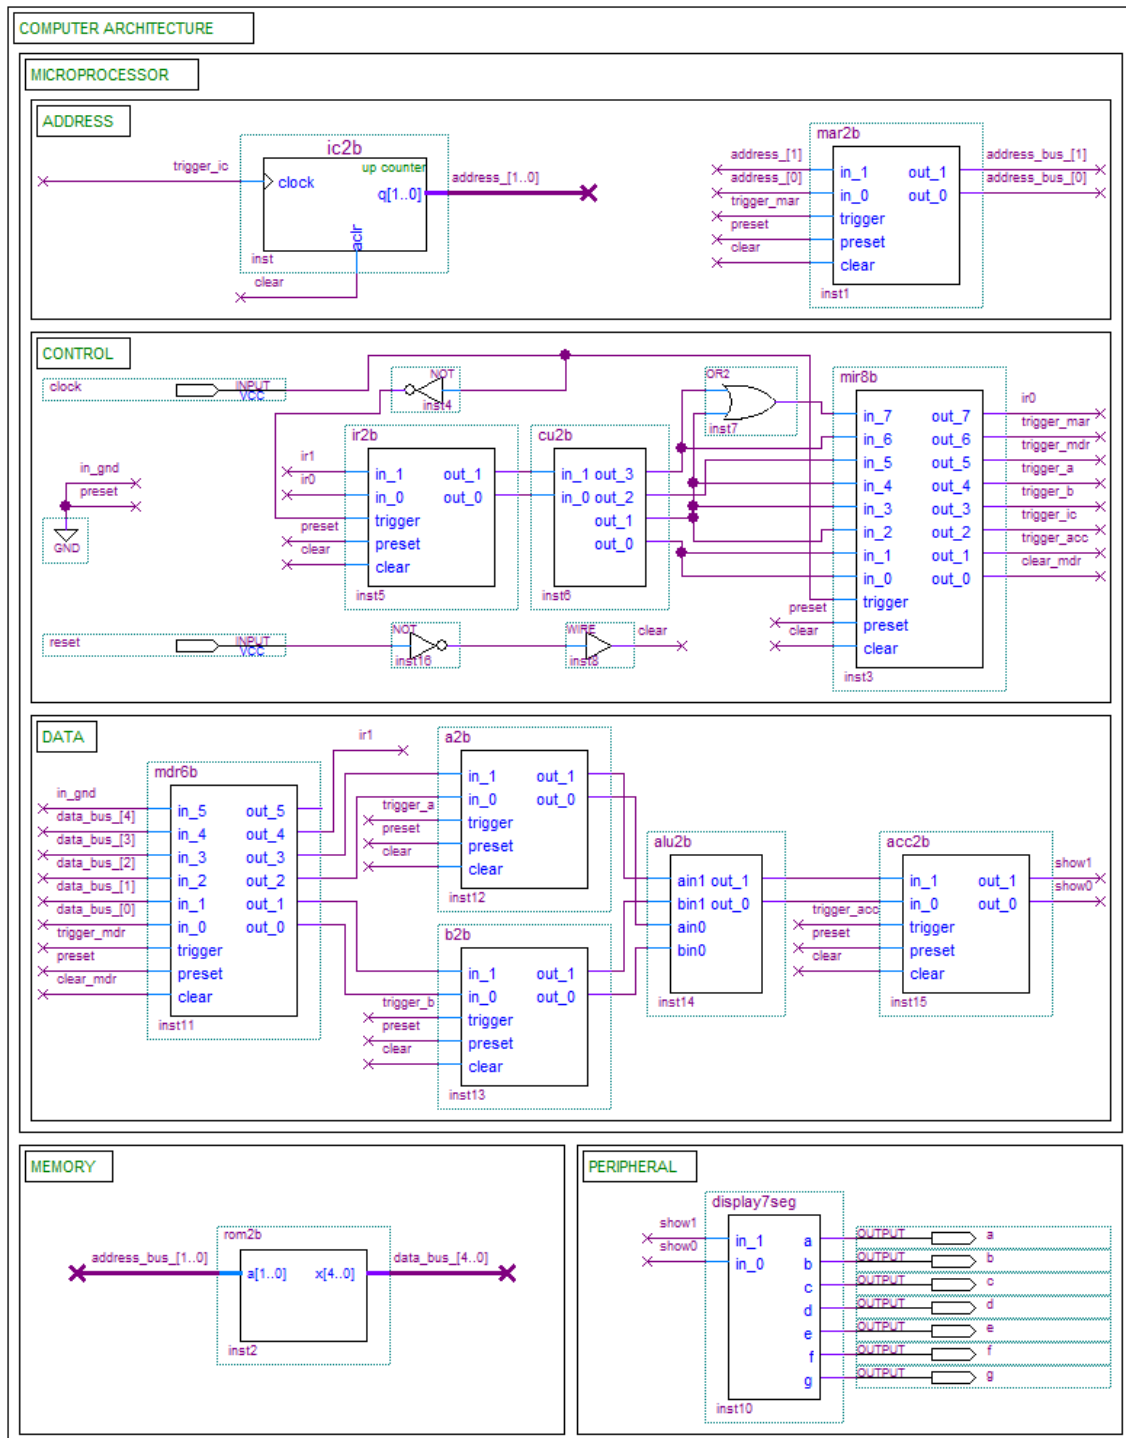 COMPUTER ARCHITECTURE
MICROPROCESSOR
ADDRESS
ic2b
trigger_ic
up counter
clock
q[1..0]
address_[1..0]
aclr
inst
clear
mar2b
address_[1]
address_[0]
trigger_mar
preset
clear
in_1 out_1
in_0 out_0
trigger
preset
clear
address_bus_[1]
address_bus_[0]
inst1
CONTROL
clock
INPUT
VCC
NOT
inst4
OR2
inst7
in_gnd
preset
GND
ir2b
ir1
ir0
preset
clear
in_1 out_1
in_0 out_0
trigger
preset
clear
inst5
cu2b
in_1 out_3
in_0 out_2
out_1
out_0
inst6
mir8b
in_7 out_7
in_6 out_6
in_5 out_5
in_4 out_4
in_3 out_3
in_2 out_2
in_1 out_1
in_0 out_0
trigger
preset
clear
ir0
trigger_mar
trigger_mdr
trigger_a
trigger_b
trigger_ic
trigger_acc
clear_mdr
preset
clear
inst3
reset
INPUT
VCC
NOT
inst16
WIRE
inst8
clear
DATA
mdr6b
in_gnd
data_bus_[4]
data_bus_[3]
data_bus_[2]
data_bus_[1]
data_bus_[0]
trigger_mdr
preset
clear_mdr
in_5 out_5
in_4 out_4
in_3 out_3
in_2 out_2
in_1 out_1
in_0 out_0
trigger
preset
clear
inst11
ir1
a2b
trigger_a
preset
clear
in_1 out_1
in_0 out_0
trigger
preset
clear
inst12
b2b
trigger_b
preset
clear
in_1 out_1
in_0 out_0
trigger
preset
clear
inst13
alu2b
ain1 out_1
bin1 out_0
ain0
bin0
inst14
acc2b
trigger_acc
preset
clear
in_1 out_1
in_0 out_0
trigger
preset
clear
show1
show0
inst15
MEMORY
rom2b
address_bus_[1..0]
a[1..0] x[4..0]
data_bus_[4..0]
inst2
PERIPHERAL
display7seg
show1
show0
in_1
in_0
a
b
c
d
e
f
g
OUTPUT a
OUTPUT b
OUTPUT c
OUTPUT d
OUTPUT e
OUTPUT f
OUTPUT g
inst10